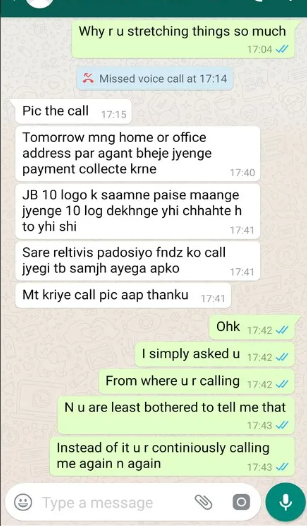 Why r u stretching things so much
17:04
Missed voice call at 17:14
Pic the call
17:15
Tomorrow mng home or office
address par agant bheje jyenge
payment collecte krne
17:40
JB 10 logo k saamne paise maange
jyenge 10 log dekhnge yhi chhahte h
to yhi shi
17:41
Sare reltivis padosiyo fndz ko call
jyegi tb samjh ayega apko
17:41
Mt kriye call pic aap thanku
17:41
Ohk
17:42
I simply asked u
17:42
From where u r calling
17:42
N u are least bothered to tell me that
17:43
Instead of it u r continiously calling
me again n again
17:43
Type a message